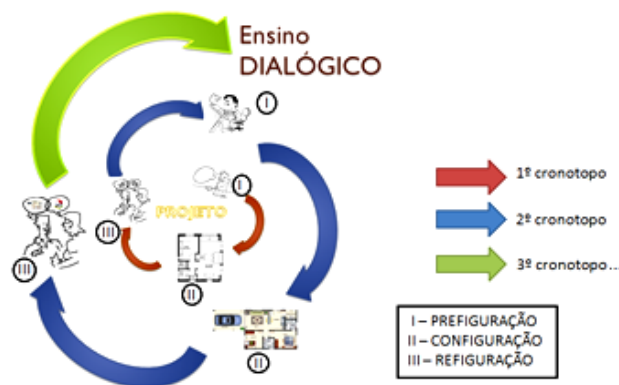 Ensino
DIALÓGICO
I
I
PROJETO
III
II
III
II
1º cronotopo
2º cronotopo
3º cronotopo...
I – PREFIGURAÇÃO
II – CONFIGURAÇÃO
III – REFIGURAÇÃO